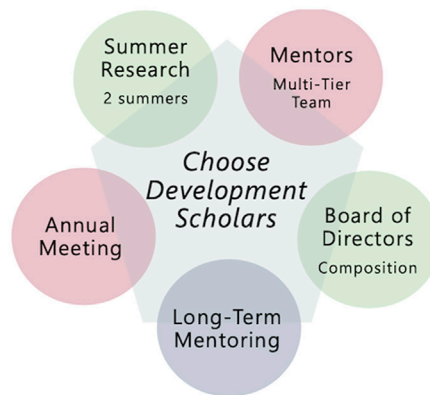 Summer
Research
2 summers
Mentors
Multi-Tier
Team
Choose
Development
Scholars
Annual
Meeting
Board of
Directors
Composition
Long-Term
Mentoring